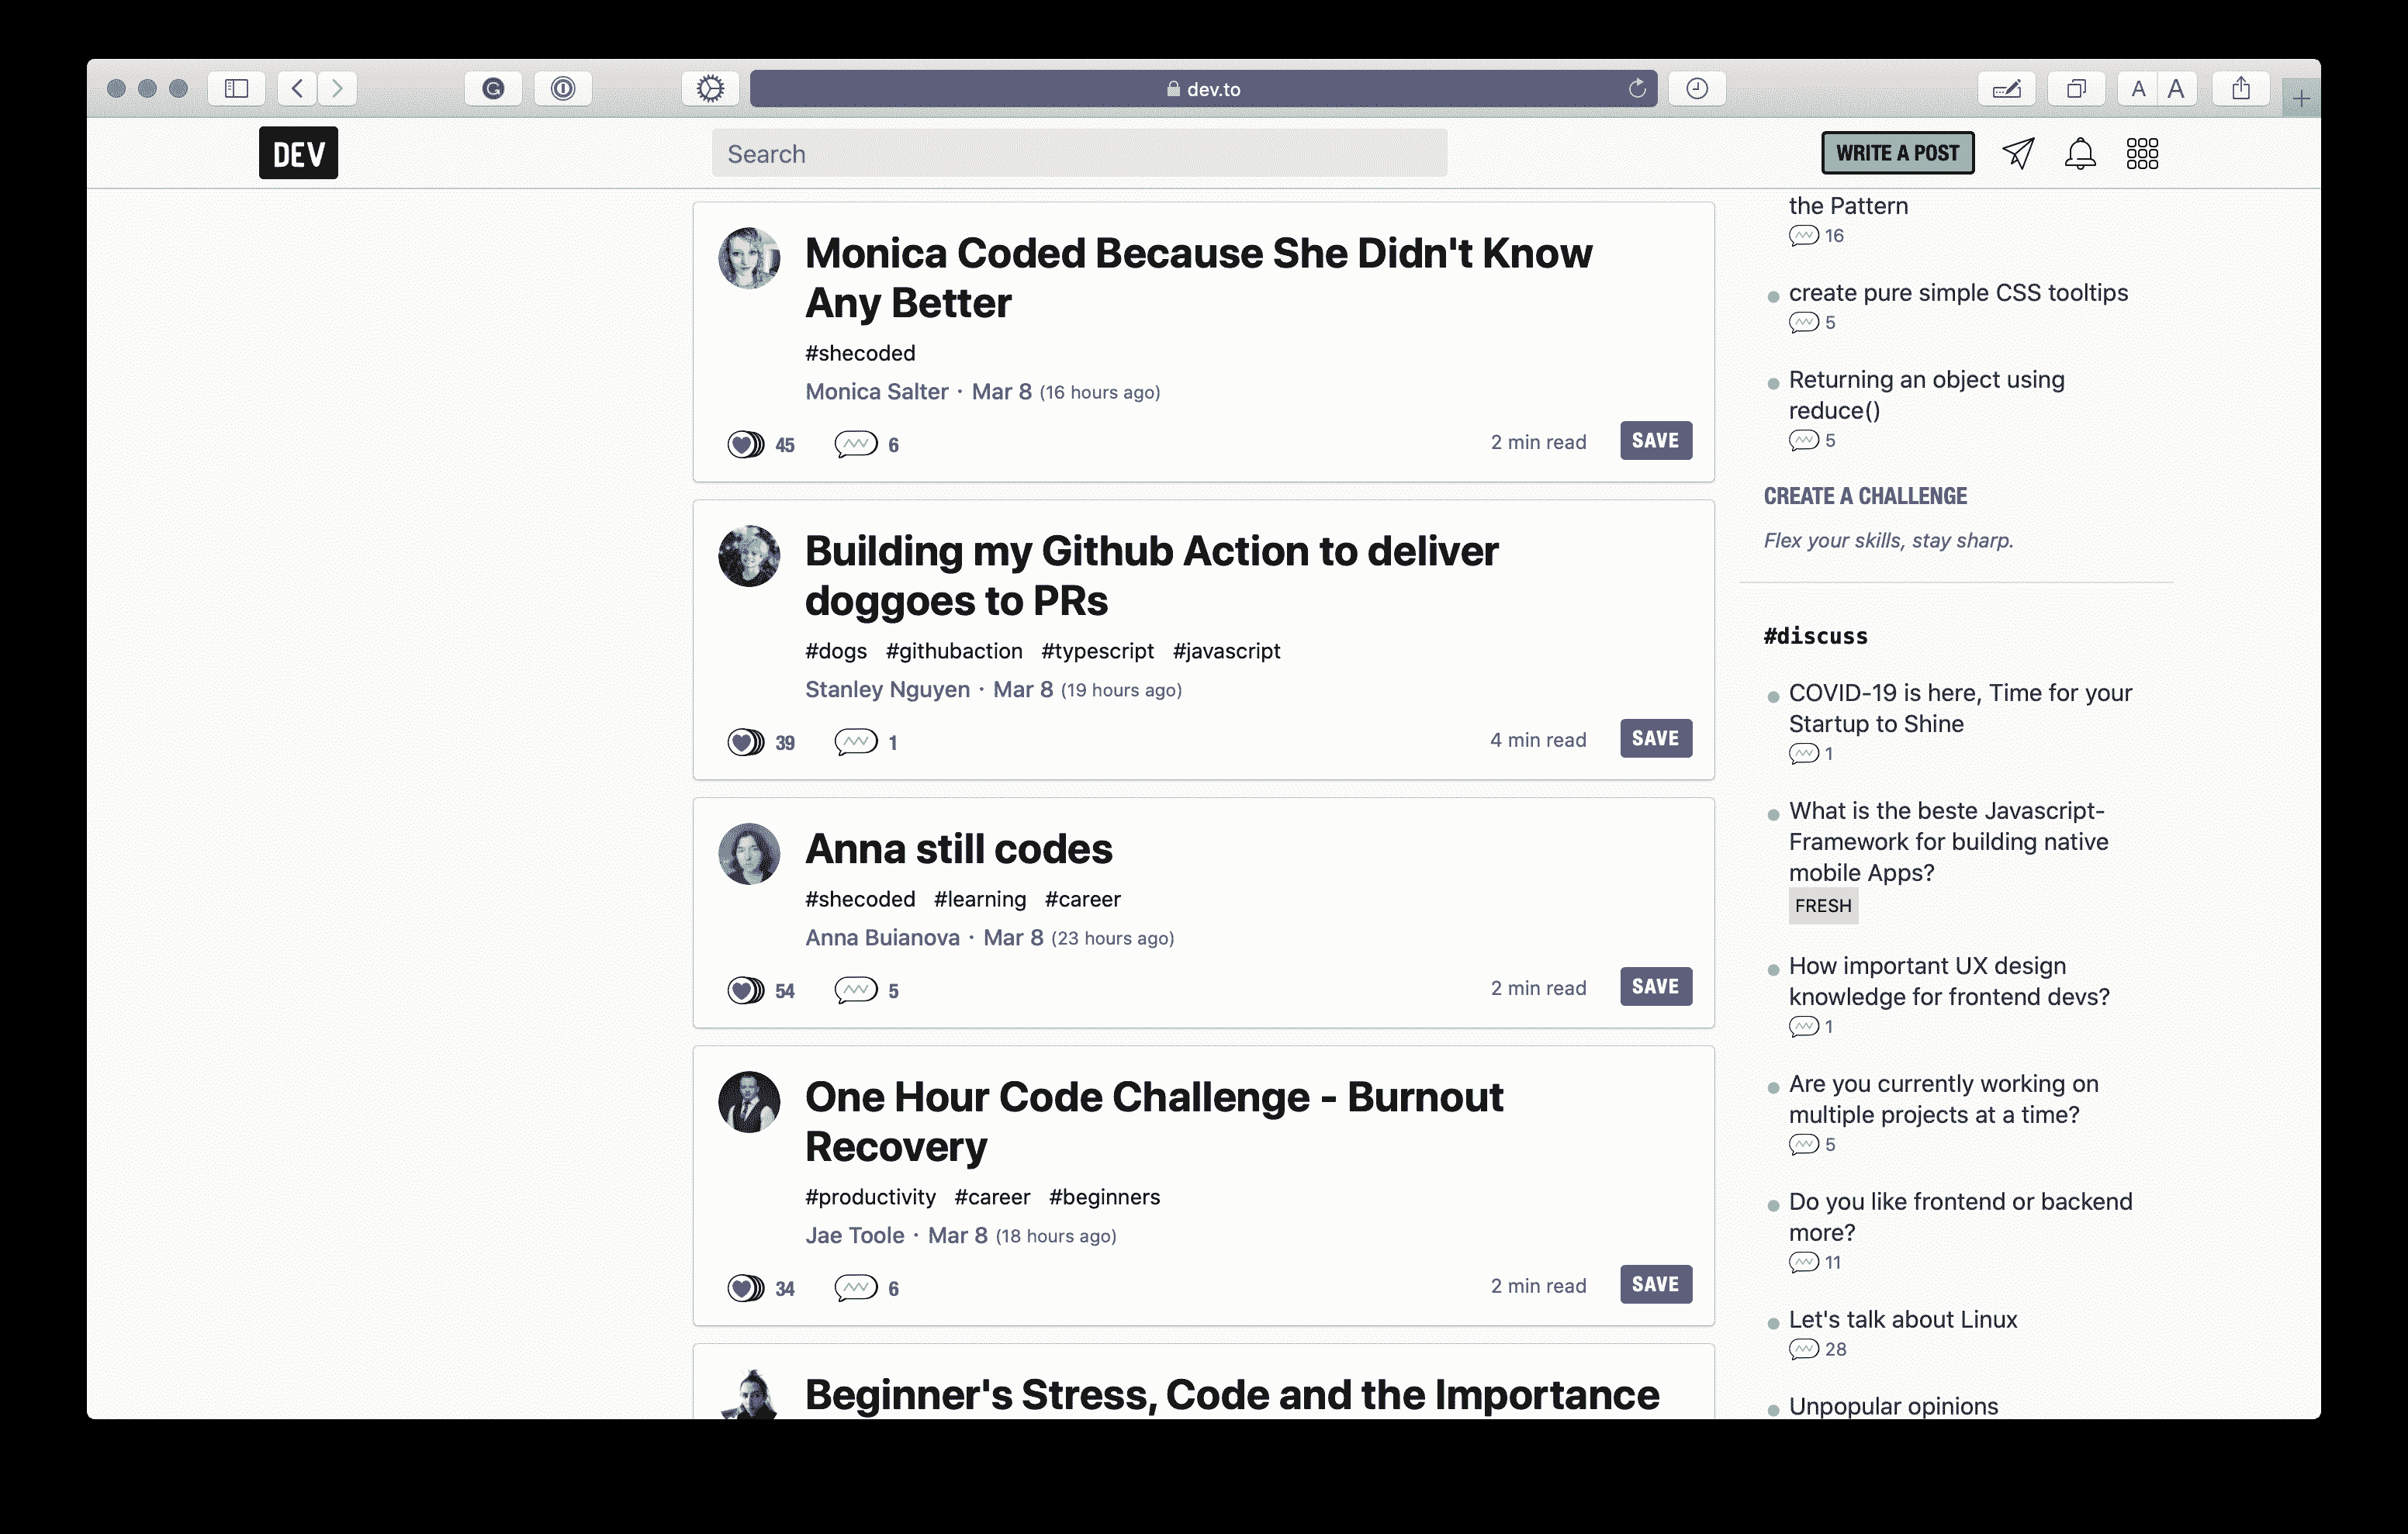 dev.to
A A
DEV
Search
WRITE A POST
Monica Coded Because She Didn't Know
Any Better
#shecoded
Monica Salter · Mar 8 (16 hours ago)
45 6 2 min read SAVE
Building my Github Action to deliver
doggoes to PRs
#dogs #githubaction #typescript #javascript
Stanley Nguyen · Mar 8 (19 hours ago)
39 1 4 min read SAVE
Anna still codes
#shecoded #learning #career
Anna Buianova · Mar 8 (23 hours ago)
54 5 2 min read SAVE
One Hour Code Challenge - Burnout
Recovery
#productivity #career #beginners
Jae Toole · Mar 8 (18 hours ago)
34 6 2 min read SAVE
Beginner's Stress, Code and the Importance
the Pattern
16
create pure simple CSS tooltips
5
Returning an object using
reduce()
5
CREATE A CHALLENGE
Flex your skills, stay sharp.
#discuss
COVID-19 is here, Time for your
Startup to Shine
1
What is the beste Javascript-
Framework for building native
mobile Apps?
FRESH
How important UX design
knowledge for frontend devs?
1
Are you currently working on
multiple projects at a time?
5
Do you like frontend or backend
more?
11
Let's talk about Linux
28
Unpopular opinions